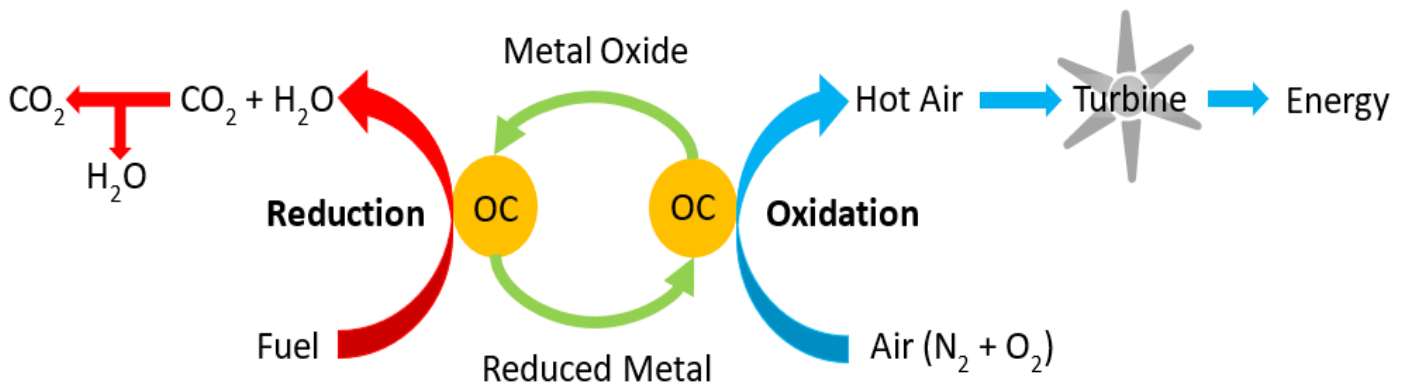 Metal Oxide
CO₂
CO₂ + H₂O
Hot Air
Turbine
Energy
H₂O
Reduction
OC
OC
Oxidation
Fuel
Air (N₂ + O₂)
Reduced Metal